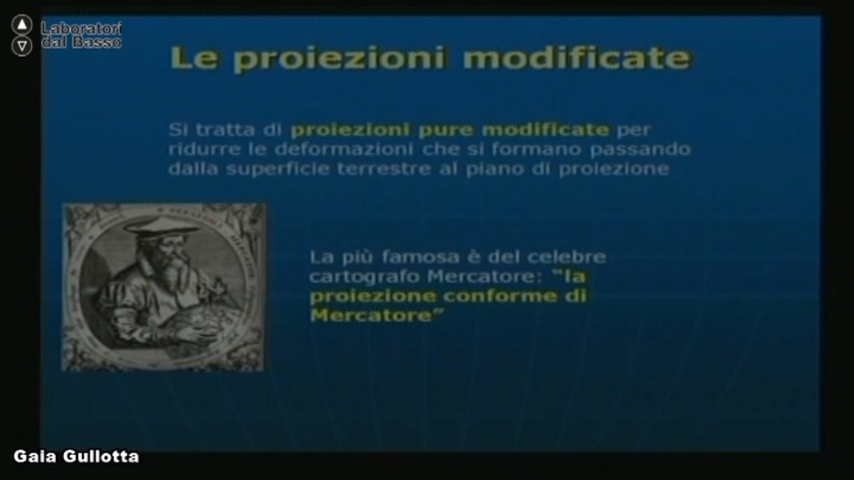 Laboratori
dal Basso
Le proiezioni modificate
Si tratta di proiezioni pure modificate per
ridurre le deformazioni che si formano passando
dalla superficie terrestre al piano di proiezione
La più famosa è del celebre
cartografo Mercatore: "la
proiezione conforme di
Mercatore"
Gaia Gullotta